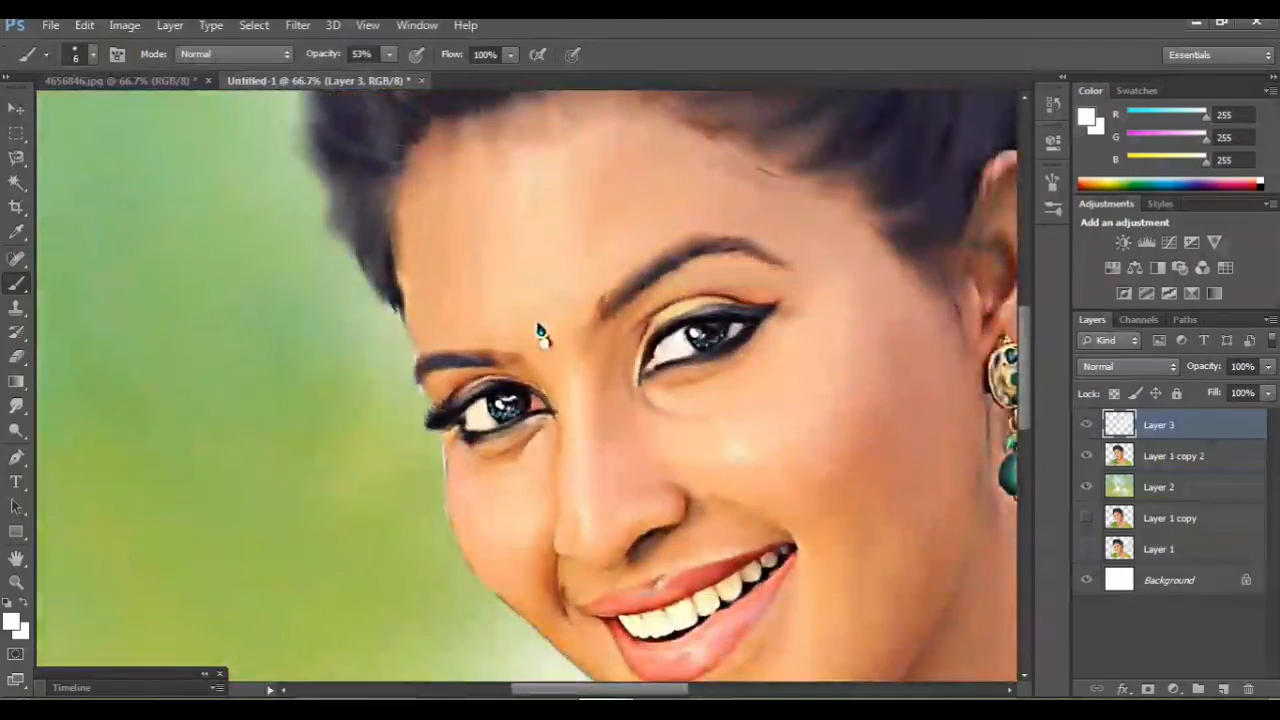 Ps File Edit Image Layer Type Select Filter 3D View Window Help
6 Mode: Normal Opacity: 53% Flow: 100% Essentials
4656846.jpg @ 66.7% (RGB/8) * × Untitled-1 @ 66.7% (Layer 3, RGB/8) * ×
Color Swatches
R 255
G 255
B 255
Adjustments Styles
Add an adjustment
Layers Channels Paths
Kind
Normal Opacity: 100%
Lock: Fill: 100%
Layer 3
Layer 1 copy 2
Layer 2
Layer 1 copy
Layer 1
Background
Timeline